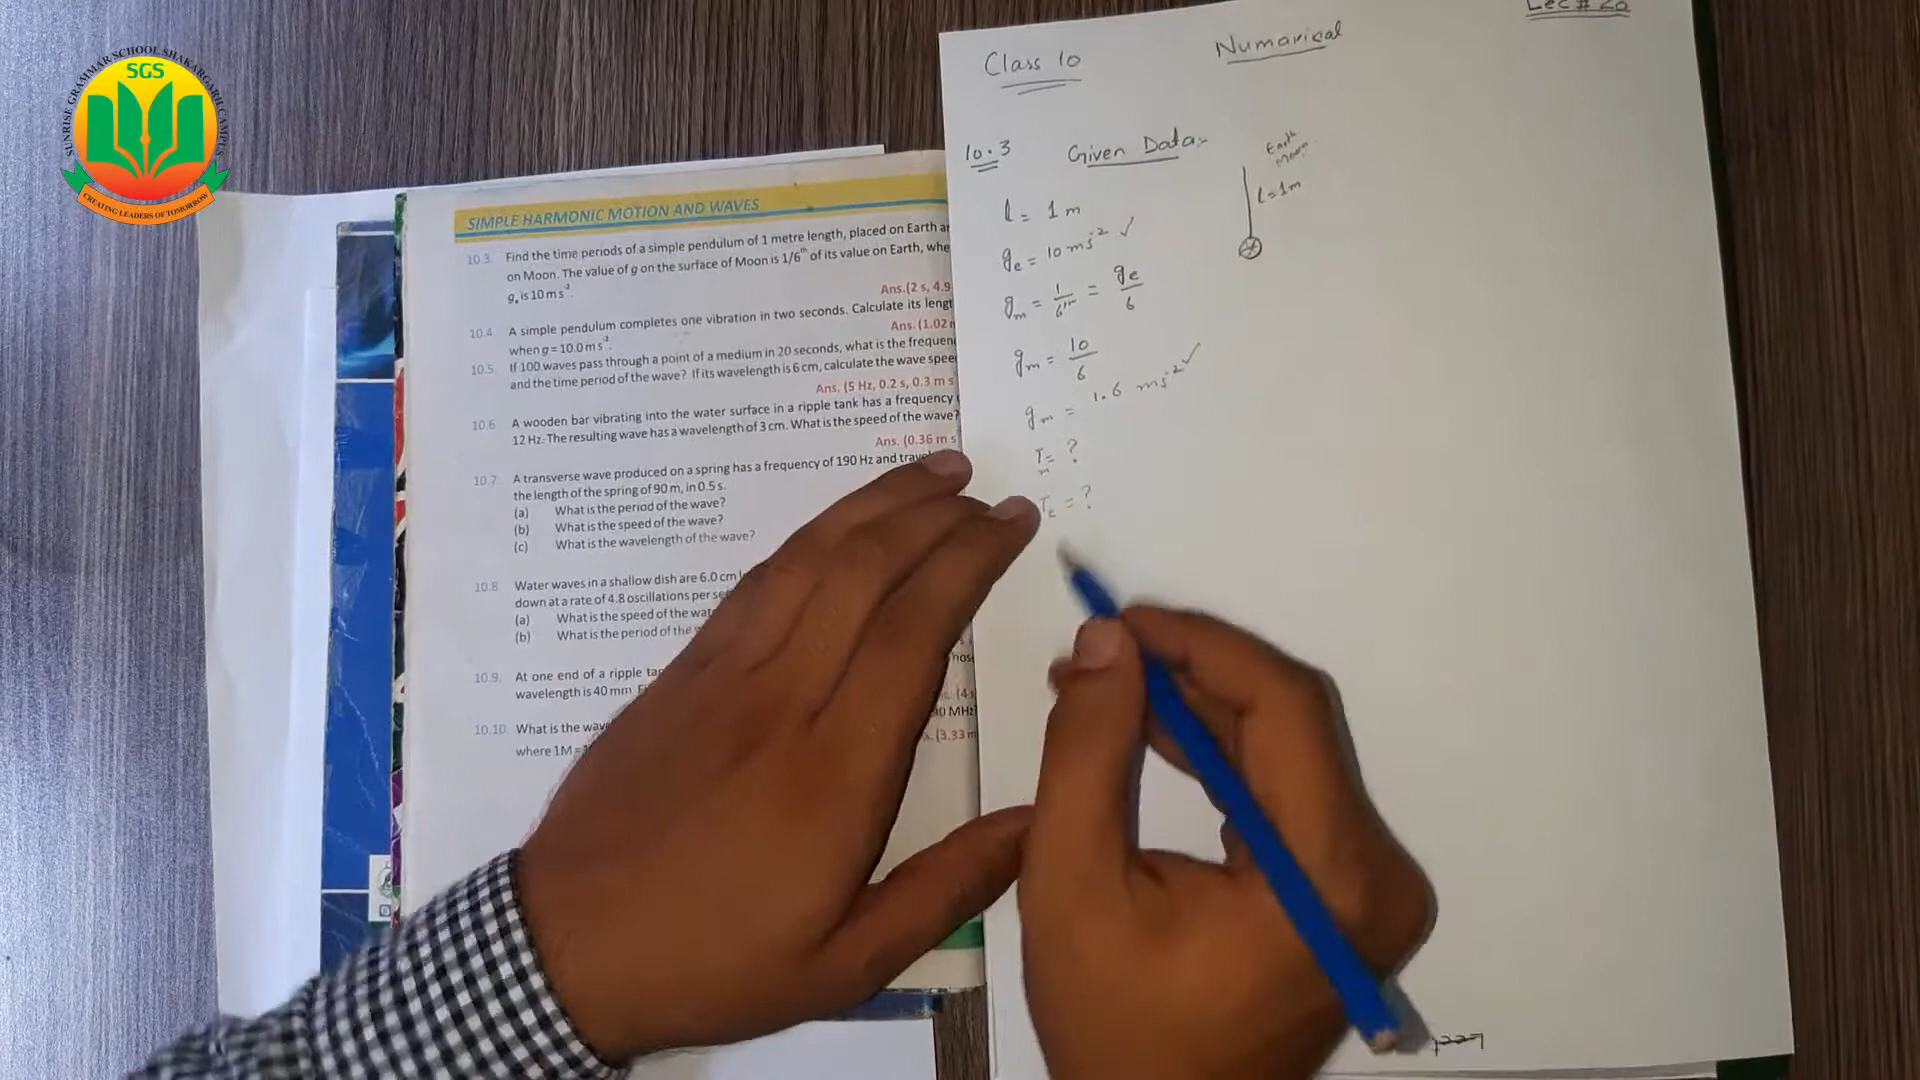 SUNRISE GRAMMAR SCHOOL SHAKARGARH CAMPUS
SGS
CREATING LEADERS OF TOMORROW
SIMPLE HARMONIC MOTION AND WAVES
10.3. Find the time periods of a simple pendulum of 1 metre length, placed on Earth
on Moon. The value of g on the surface of Moon is 1/6th of its value on Earth,
gₑ is 10 m s⁻².
Ans.(2 s, 4.9
10.4. A simple pendulum completes one vibration in two seconds. Calculate its
when g = 10.0 m s⁻².
Ans. (1.02
10.5. If 100 waves pass through a point of a medium in 20 seconds, what is the
and the time period of the wave? If its wavelength is 6 cm, calculate the wave
Ans. (5 Hz, 0.2 s, 0.3 m s
10.6. A wooden bar vibrating into the water surface in a ripple tank has a frequency
12 Hz. The resulting wave has a wavelength of 3 cm. What is the speed of the wave?
Ans. (0.36 m s
10.7. A transverse wave produced on a spring has a frequency of 190 Hz and
the length of the spring of 90 m, in 0.5 s.
(a) What is the period of the wave?
(b) What is the speed of the wave?
(c) What is the wavelength of the wave?
10.8. Water waves in a shallow dish are 6.0 cm
down at a rate of 4.8 oscillations per
(a) What is the speed of the
(b) What is the period of the
10.9. At one end of a ripple
wavelength is 40 mm.
(4 s
MHz
10.10. What is the
where 1M =
(3.33 m
Class 10
Numarical
Lec # 20
10.3 Given Data:-
Earth
Moon
l = 1 m
l = 1m
gₑ = 10 ms⁻² ✓
gₘ = 1/6th = gₑ/6
gₘ = 10/6
gₘ = 1.6 ms⁻² ✓
Tₘ = ?
Tₑ = ?